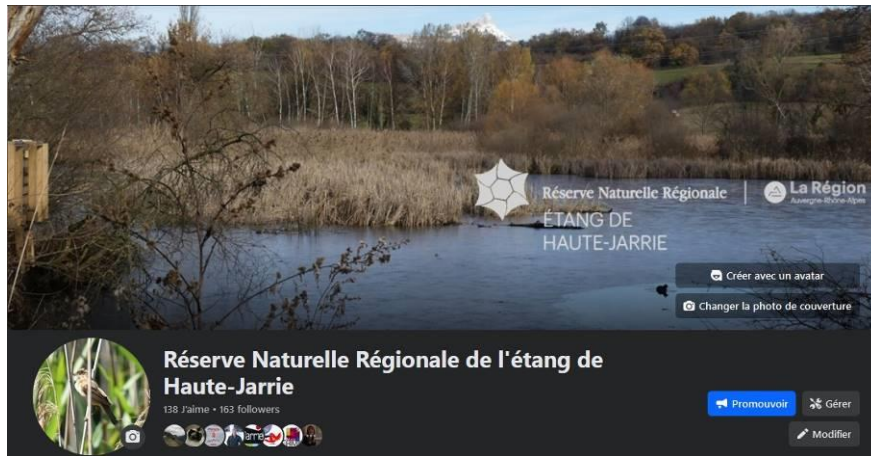 Réserve Naturelle Régionale
La Région
Auvergne-Rhône-Alpes
ÉTANG DE
HAUTE-JARRIE
Créer avec un avatar
Changer la photo de couverture
Réserve Naturelle Régionale de l'étang de
Haute-Jarrie
138 J'aime • 163 followers
Promouvoir
Gérer
Modifier